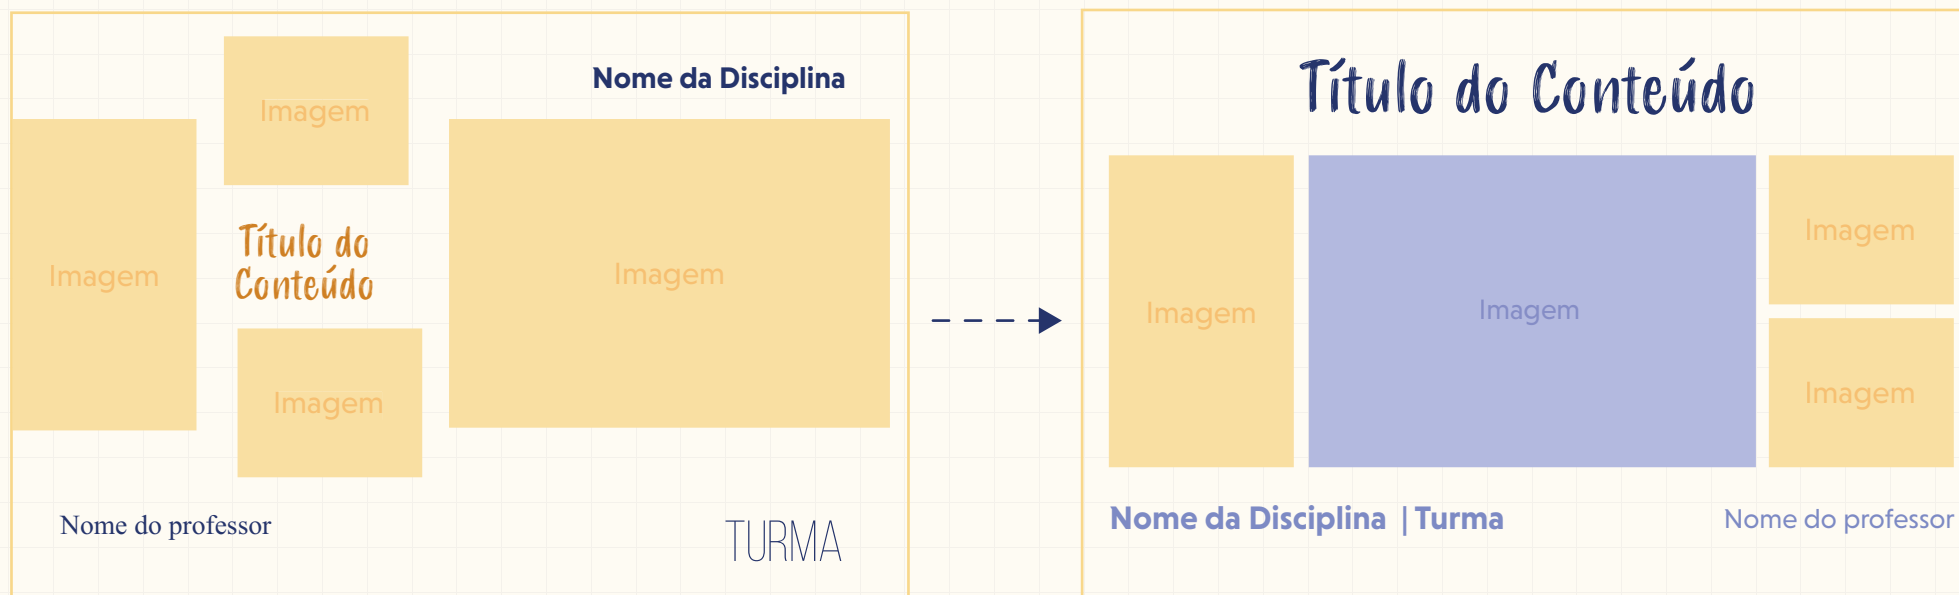 Imagem
Nome da Disciplina
Imagem
Título do
Conteúdo
Imagem
Imagem
Nome do professor
TURMA
Título do Conteúdo
Imagem
Imagem
Imagem
Imagem
Nome da Disciplina | Turma
Nome do professor